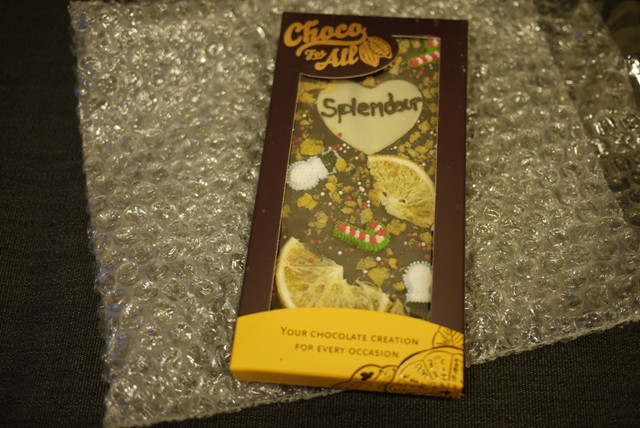 Choco
For
All
Splendour
YOUR CHOCOLATE CREATION
FOR EVERY OCCASION